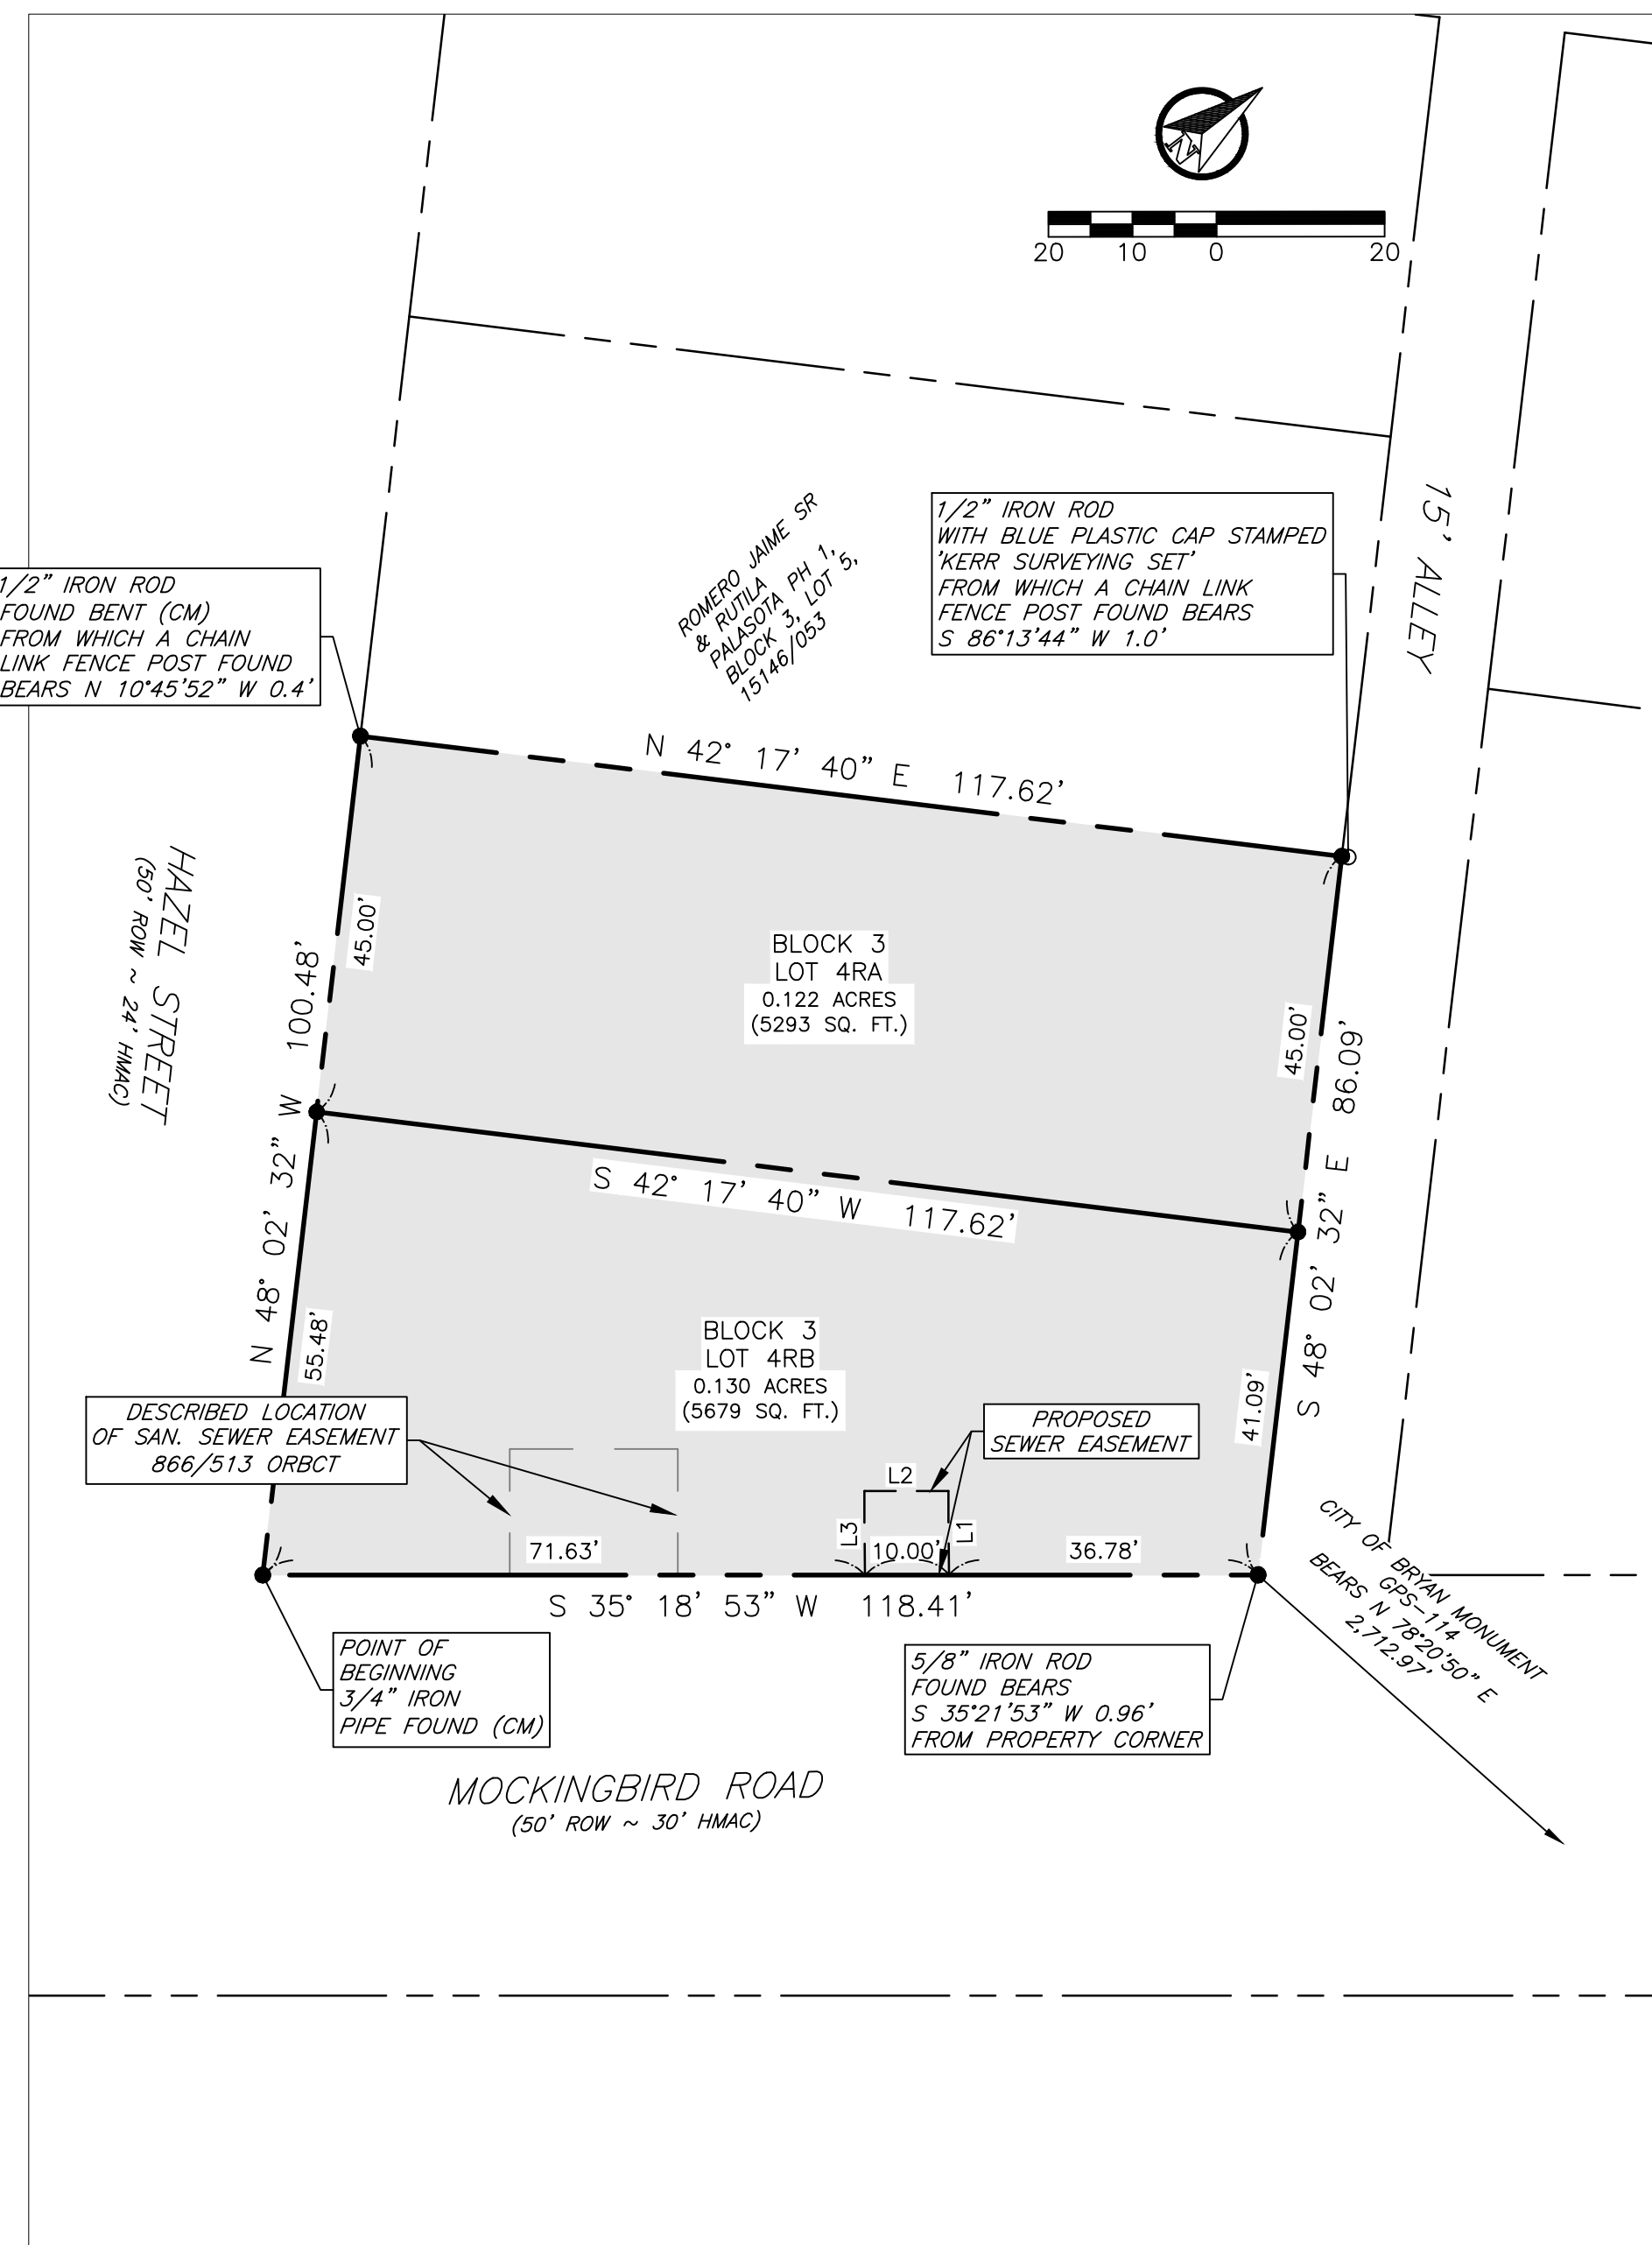 N
20 10 0 20
1/2" IRON ROD
WITH BLUE PLASTIC CAP STAMPED
'KERR SURVEYING SET'
FROM WHICH A CHAIN LINK
FENCE POST FOUND BEARS
S 86°13'44" W 1.0'
15' ALLEY
ROMERO JAIME SR
& RUTILA
PALASOTA PH 1,
BLOCK 3, LOT 5,
15146/053
1/2" IRON ROD
FOUND BENT (CM)
FROM WHICH A CHAIN
LINK FENCE POST FOUND
BEARS N 10°45'52" W 0.4'
N 42° 17' 40" E 117.62'
HAZEL STREET
(50' ROW ~ 24' HMAC)
N 48° 02' 32" W 100.48'
45.00'
BLOCK 3
LOT 4RA
0.122 ACRES
(5293 SQ. FT.)
45.00'
S 48° 02' 32" E 86.09'
S 42° 17' 40" W 117.62'
55.48'
BLOCK 3
LOT 4RB
0.130 ACRES
(5679 SQ. FT.)
41.09'
DESCRIBED LOCATION
OF SAN. SEWER EASEMENT
866/513 ORBCT
PROPOSED
SEWER EASEMENT
L2
L3
L1
71.63'
10.00'
36.78'
S 35° 18' 53" W 118.41'
CITY OF BRYAN MONUMENT
GPS-114
BEARS N 78°20'50" E
2,712.97'
POINT OF
BEGINNING
3/4" IRON
PIPE FOUND (CM)
5/8" IRON ROD
FOUND BEARS
S 35°21'53" W 0.96'
FROM PROPERTY CORNER
MOCKINGBIRD ROAD
(50' ROW ~ 30' HMAC)